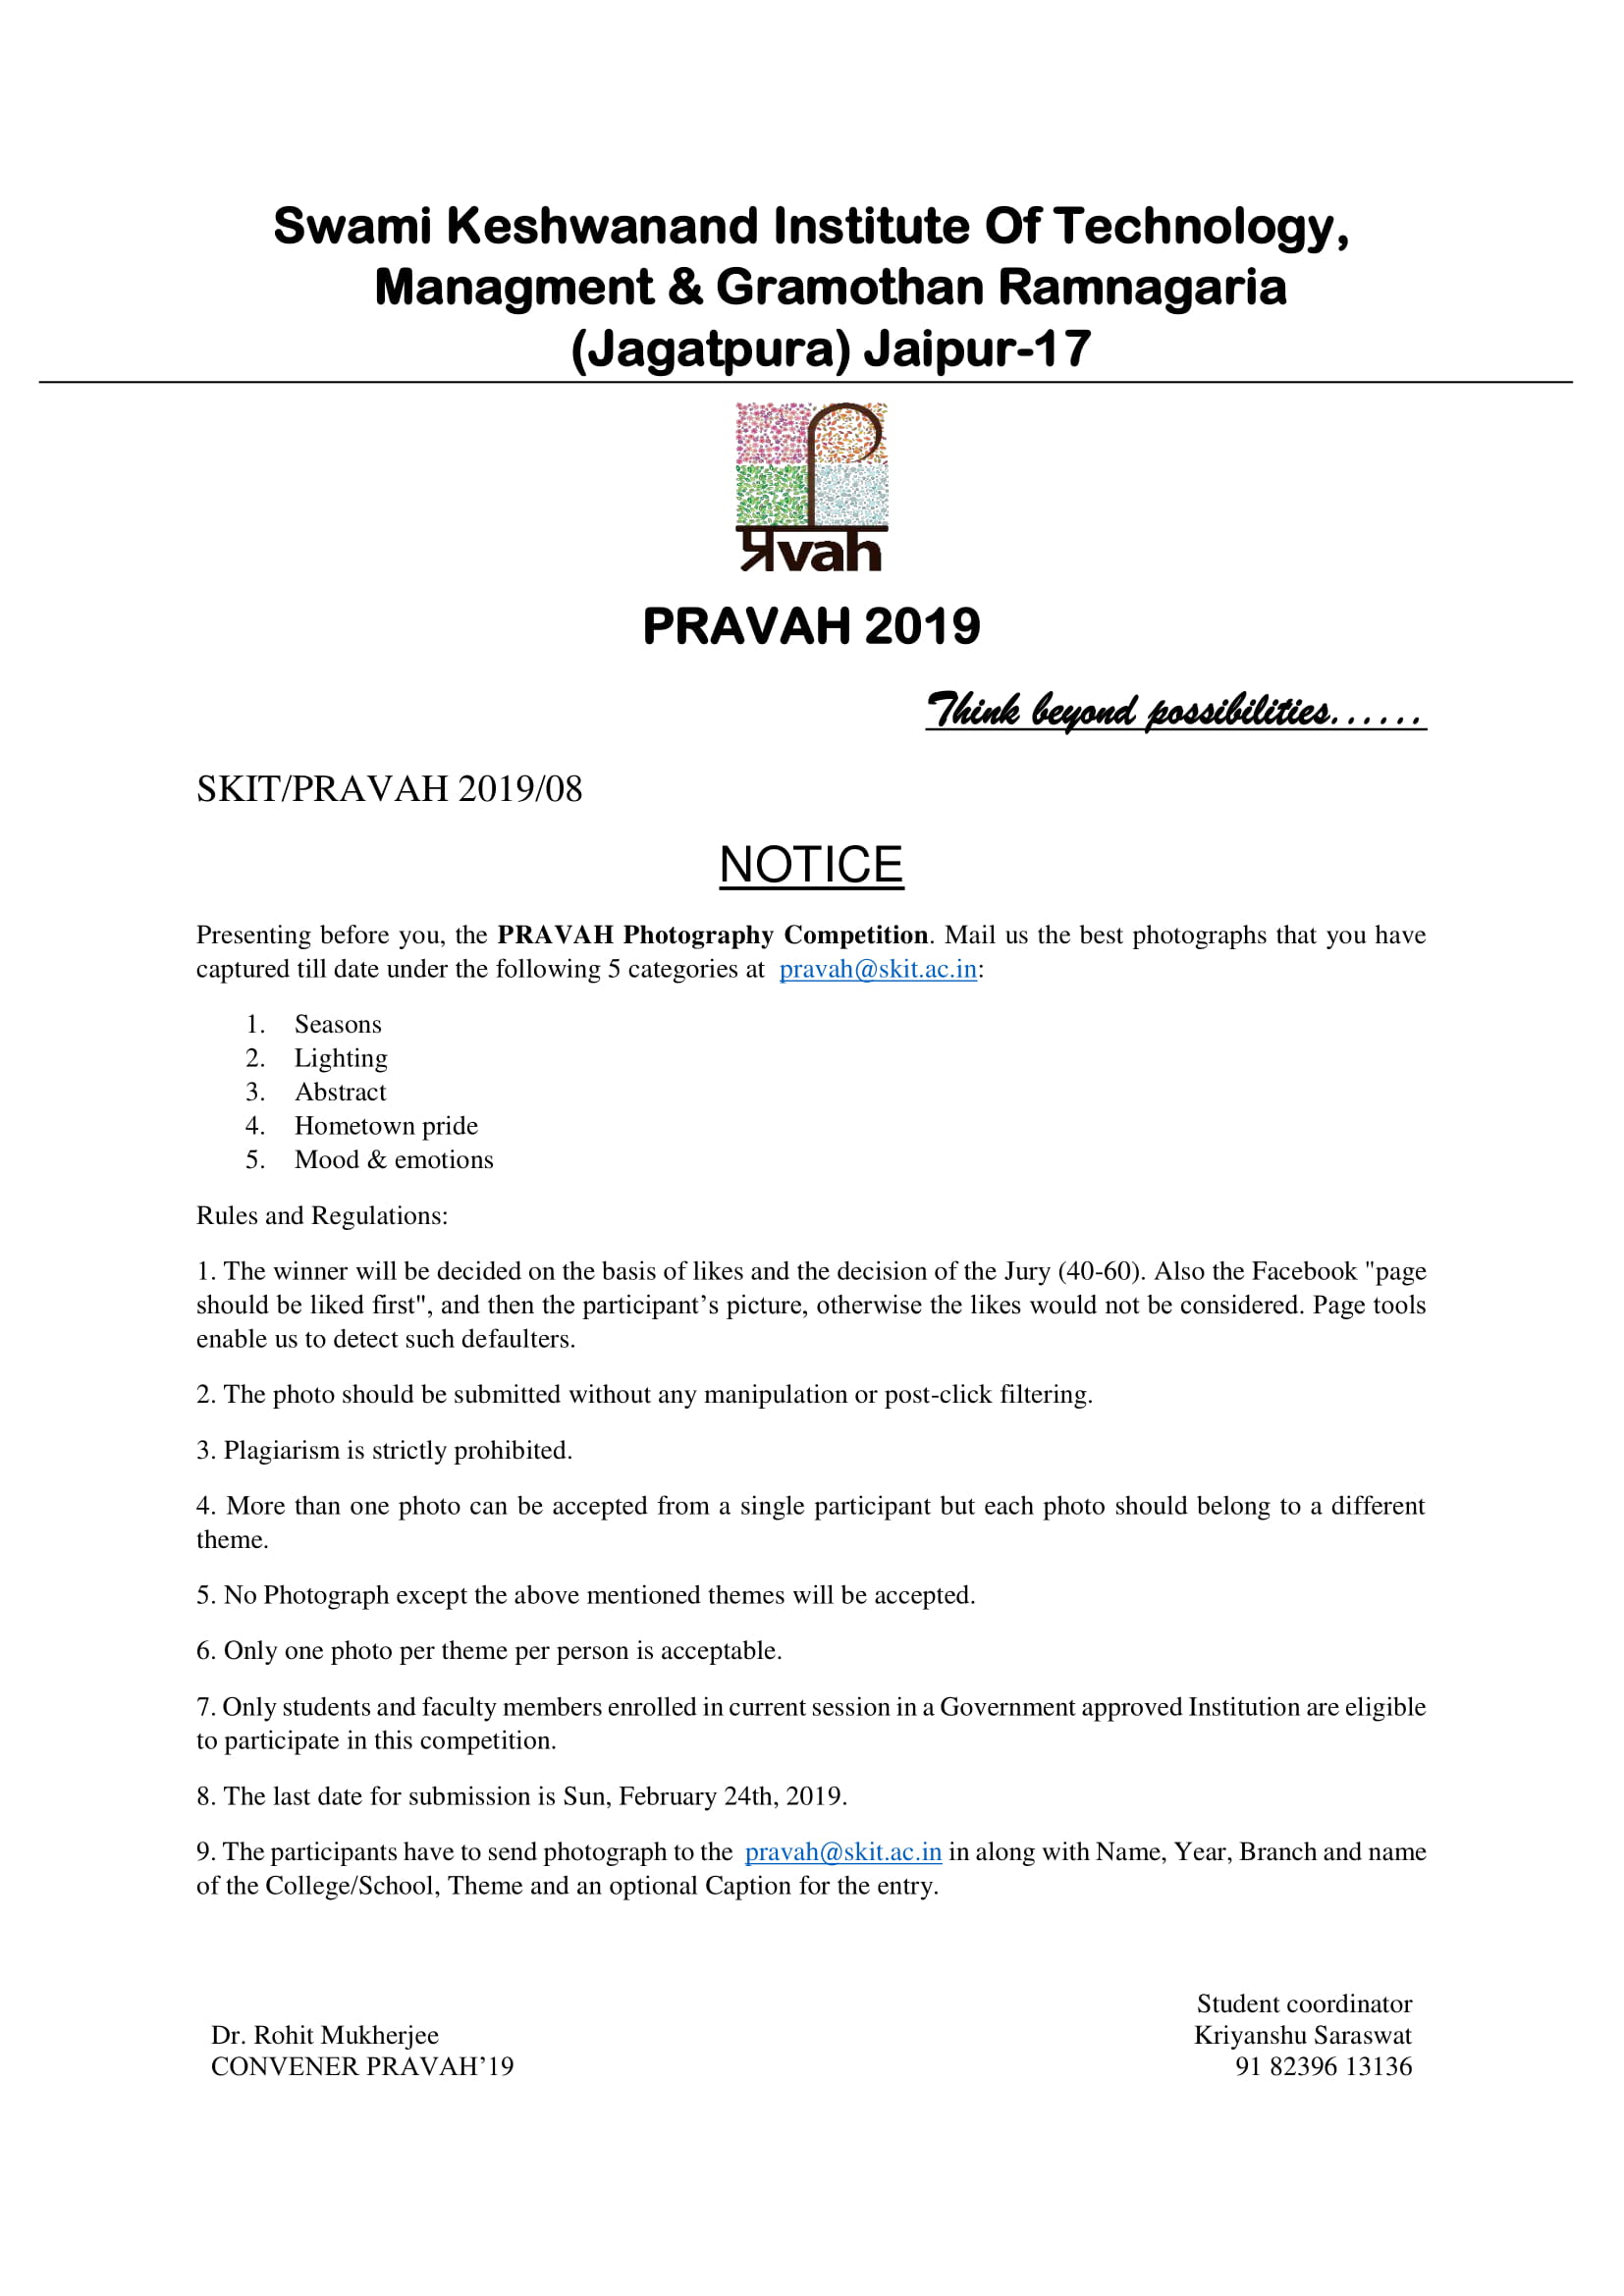 Swami Keshwanand Institute Of Technology,
Managment & Gramothan Ramnagaria
(Jagatpura) Jaipur-17
प्रvah
PRAVAH 2019
Think beyond possibilities......
SKIT/PRAVAH 2019/08
NOTICE
Presenting before you, the PRAVAH Photography Competition. Mail us the best photographs that you have
captured till date under the following 5 categories at pravah@skit.ac.in:
1. Seasons
2. Lighting
3. Abstract
4. Hometown pride
5. Mood & emotions
Rules and Regulations:
1. The winner will be decided on the basis of likes and the decision of the Jury (40-60). Also the Facebook "page
should be liked first", and then the participant’s picture, otherwise the likes would not be considered. Page tools
enable us to detect such defaulters.
2. The photo should be submitted without any manipulation or post-click filtering.
3. Plagiarism is strictly prohibited.
4. More than one photo can be accepted from a single participant but each photo should belong to a different
theme.
5. No Photograph except the above mentioned themes will be accepted.
6. Only one photo per theme per person is acceptable.
7. Only students and faculty members enrolled in current session in a Government approved Institution are eligible
to participate in this competition.
8. The last date for submission is Sun, February 24th, 2019.
9. The participants have to send photograph to the pravah@skit.ac.in in along with Name, Year, Branch and name
of the College/School, Theme and an optional Caption for the entry.
Student coordinator
Dr. Rohit Mukherjee Kriyanshu Saraswat
CONVENER PRAVAH’19 91 82396 13136